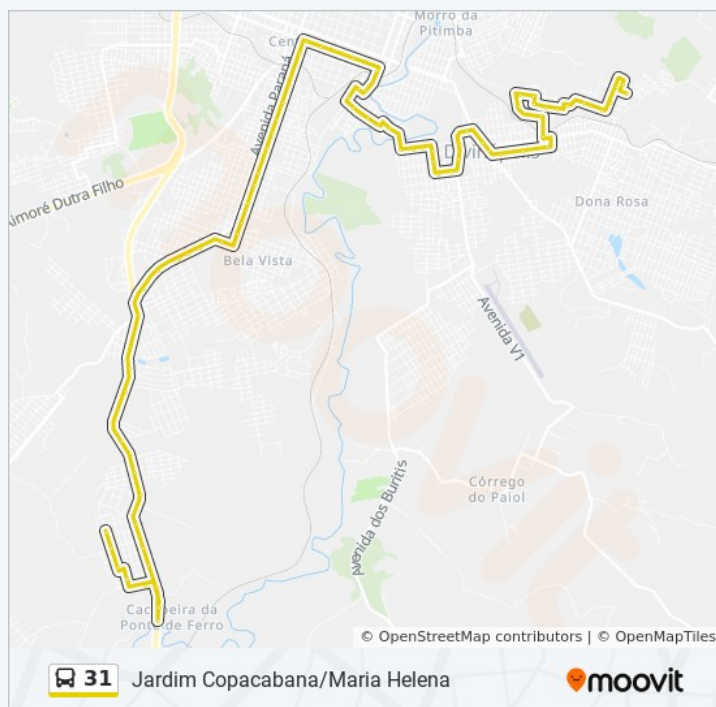 Morro da
Pitimba
Avenida Paraná
Aimoré Dutra Filho
Dona Rosa
Bela Vista
Avenida V1
Córrego
do Paiol
Avenida dos Buritis
Cachoeira da
Ponte de Ferro
© OpenStreetMap contributors | © OpenMapTiles
31 Jardim Copacabana/Maria Helena
moovit